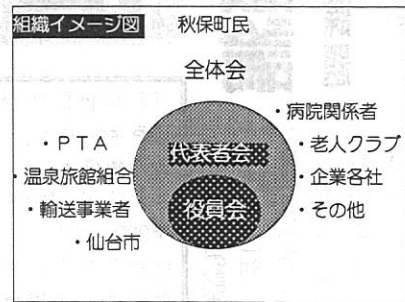 組織イメージ図
秋保町民
全体会
・病院関係者
・PTA
代表者会
・老人クラブ
・温泉旅館組合
・企業各社
・輸送事業者
役員会
・その他
・仙台市